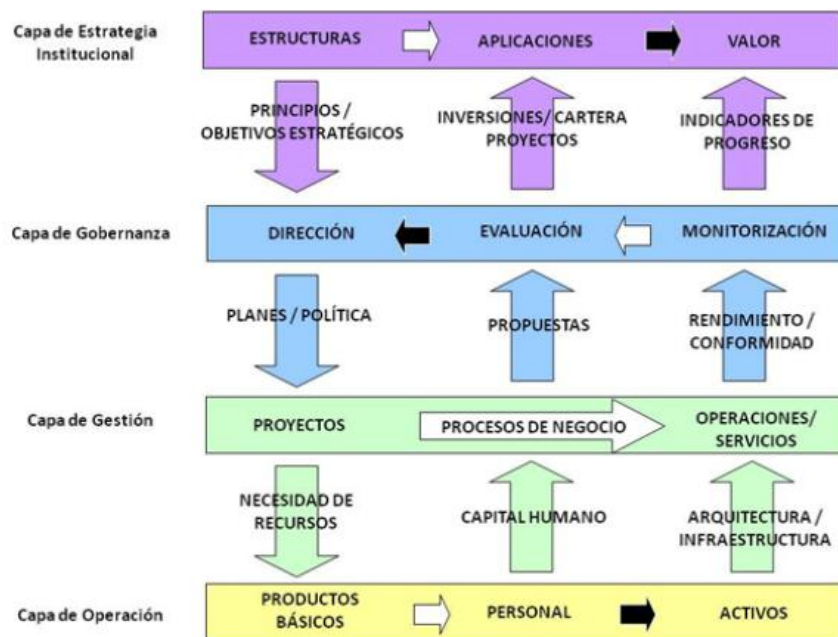 Capa de Estrategia
Institucional
ESTRUCTURAS
APLICACIONES
VALOR
PRINCIPIOS /
OBJETIVOS ESTRATÉGICOS
INVERSIONES/ CARTERA
PROYECTOS
INDICADORES DE
PROGRESO
Capa de Gobernanza
DIRECCIÓN
EVALUACIÓN
MONITORIZACIÓN
PLANES / POLÍTICA
PROPUESTAS
RENDIMIENTO /
CONFORMIDAD
Capa de Gestión
PROYECTOS
PROCESOS DE NEGOCIO
OPERACIONES/
SERVICIOS
NECESIDAD DE
RECURSOS
CAPITAL HUMANO
ARQUITECTURA /
INFRAESTRUCTURA
Capa de Operación
PRODUCTOS
BÁSICOS
PERSONAL
ACTIVOS